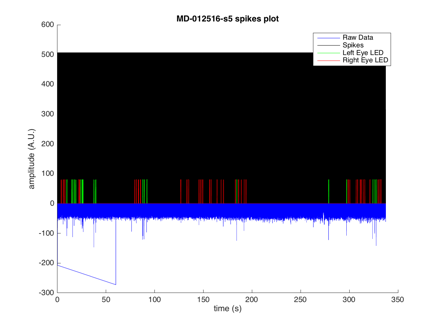 MD-012516-s5 spikes plot
600
500
400
300
200
100
0
-100
-200
-300
amplitude (A.U.)
Raw Data
Spikes
Left Eye LED
Right Eye LED
0 50 100 150 200 250 300 350
time (s)